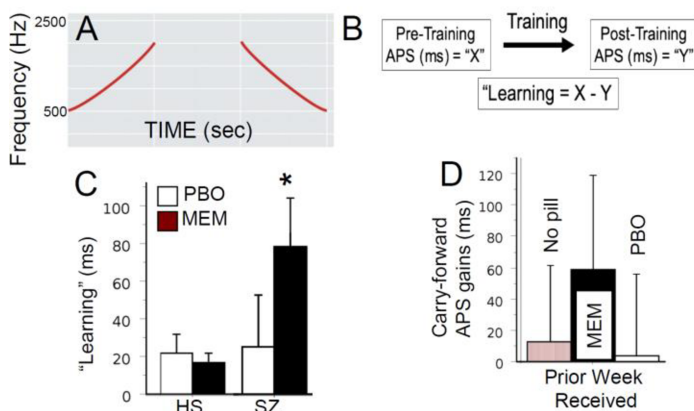 A
2500
Frequency (Hz)
500
TIME (sec)
B
Training
Pre-Training
APS (ms) = “X”
Post-Training
APS (ms) = “Y”
“Learning = X - Y
C
PBO
MEM
*
“Learning” (ms)
100
80
60
40
20
0
HS
SZ
D
Carry-forward
APS gains (ms)
120
100
80
60
40
20
0
No pill
MEM
PBO
Prior Week
Received